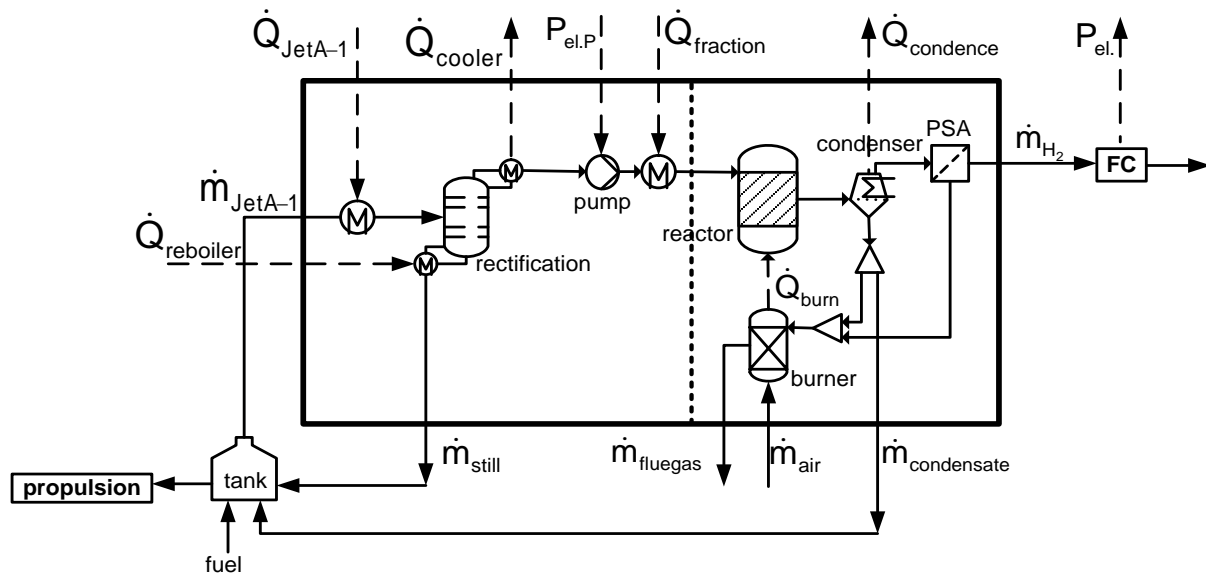 Q̇JetA–1
Q̇cooler
Pel.P
Q̇fraction
Q̇condence
Pel.
condenser
PSA
ṁH2
FC
ṁJetA–1
pump
reactor
Q̇reboiler
rectification
Q̇burn
burner
ṁstill
ṁfluegas
ṁair
ṁcondensate
tank
propulsion
fuel